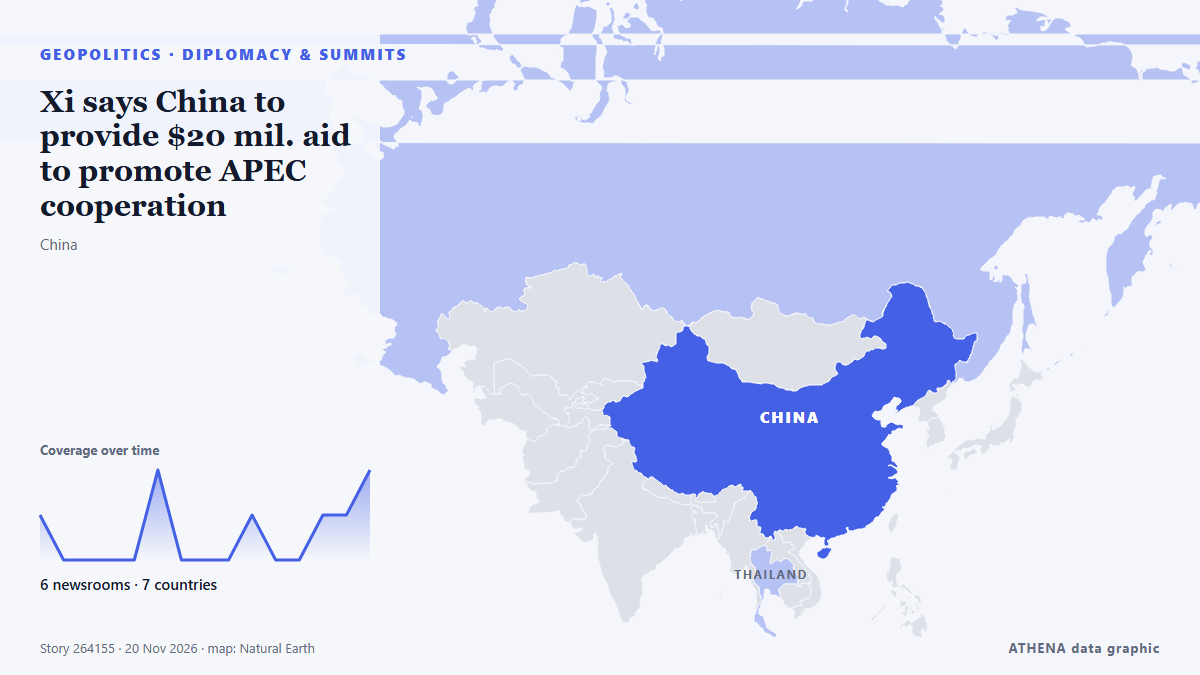 GEOPOLITICS · DIPLOMACY & SUMMITS
Xi says China to
provide $20 mil. aid
to promote APEC
cooperation
China
CHINA
THAILAND
Coverage over time
6 newsrooms · 7 countries
Story 264155 · 20 Nov 2026 · map: Natural Earth
ATHENA data graphic